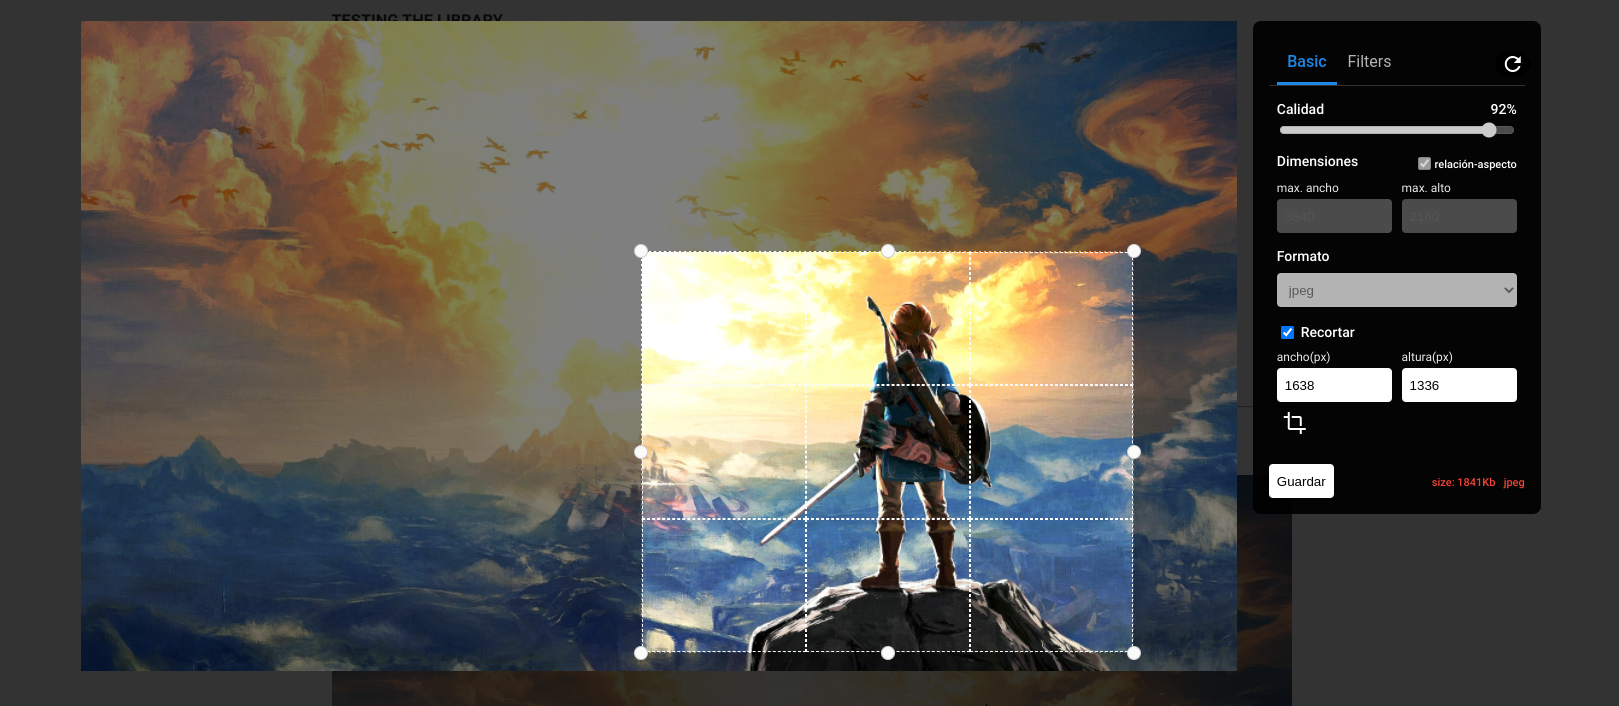 TESTING THE LIBRARY
Basic Filters
Calidad 92%
Dimensiones relación-aspecto
max. ancho max. alto
3840 2160
Formato
jpeg
Recortar
ancho(px) altura(px)
1638 1336
Guardar size: 1841Kb jpeg